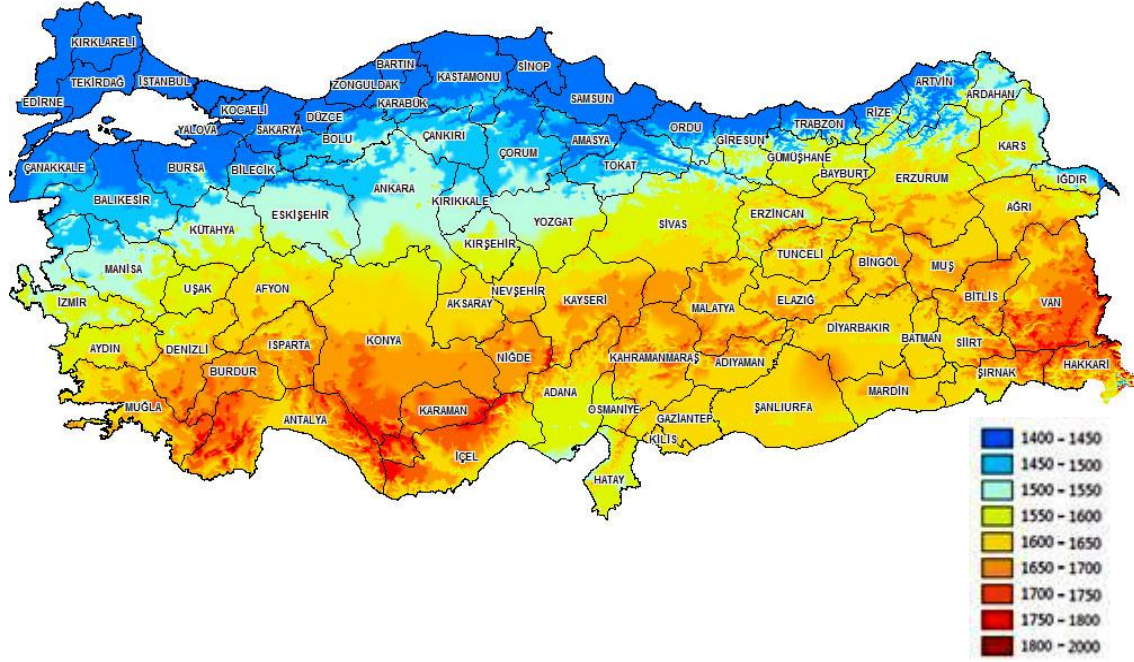 KIRKLARELİ
TEKİRDAĞ
İSTANBUL
EDİRNE
KOCAELİ
YALOVA
SAKARYA
DÜZCE
ZONGULDAK
BARTIN
KARABÜK
KASTAMONU
SİNOP
SAMSUN
BOLU
ÇANKIRI
ÇORUM
AMASYA
TOKAT
ORDU
GİRESUN
TRABZON
RİZE
ARTVİN
ARDAHAN
GÜMÜŞHANE
BAYBURT
ERZURUM
KARS
IĞDIR
AĞRI
ÇANAKKALE
BURSA
BİLECİK
BALIKESİR
KÜTAHYA
ESKİŞEHİR
ANKARA
KIRIKKALE
KIRŞEHİR
YOZGAT
SİVAS
ERZİNCAN
TUNCELİ
BİNGÖL
MUŞ
BİTLİS
VAN
MANİSA
İZMİR
UŞAK
AFYON
AKSARAY
NEVŞEHİR
KAYSERİ
MALATYA
ELAZIĞ
DİYARBAKIR
BATMAN
SİİRT
ŞIRNAK
HAKKARİ
AYDIN
DENİZLİ
ISPARTA
BURDUR
KONYA
NİĞDE
KAHRAMANMARAŞ
ADIYAMAN
MARDİN
MUĞLA
ANTALYA
KARAMAN
İÇEL
ADANA
OSMANİYE
GAZİANTEP
KİLİS
ŞANLIURFA
HATAY
1400 - 1450
1450 - 1500
1500 - 1550
1550 - 1600
1600 - 1650
1650 - 1700
1700 - 1750
1750 - 1800
1800 - 2000